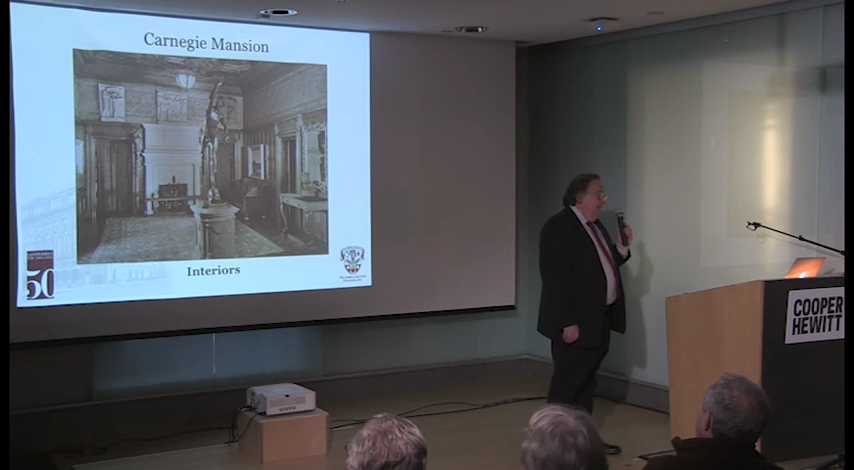 Carnegie Mansion
Interiors
50
COOPER
HEWITT